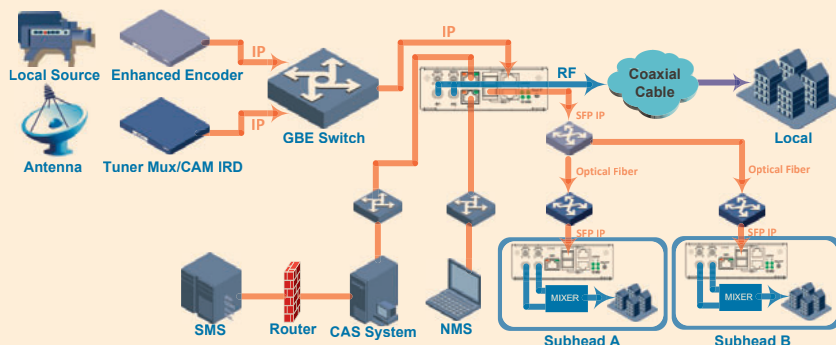 IP
IP
RF
Coaxial
Cable
Local Source
Enhanced Encoder
SFP IP
IP
GBE Switch
Local
Antenna
Tuner Mux/CAM IRD
Optical Fiber
Optical Fiber
SFP IP
SFP IP
MIXER
MIXER
SMS
Router
CAS System
NMS
Subhead A
Subhead B